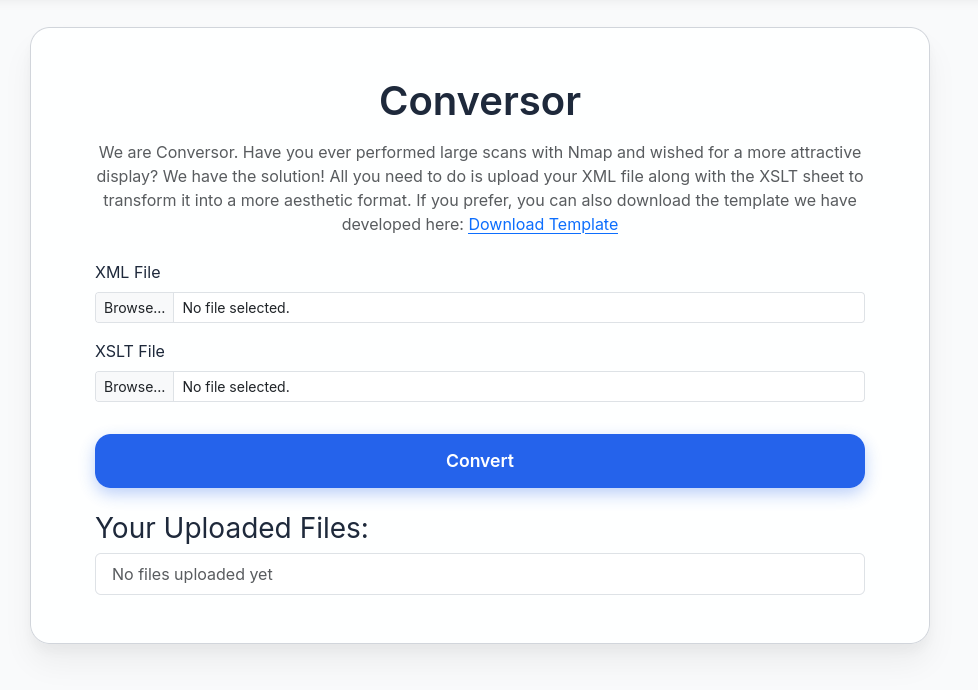 Conversor
We are Conversor. Have you ever performed large scans with Nmap and wished for a more attractive
display? We have the solution! All you need to do is upload your XML file along with the XSLT sheet to
transform it into a more aesthetic format. If you prefer, you can also download the template we have
developed here: Download Template
XML File
Browse... No file selected.
XSLT File
Browse... No file selected.
Convert
Your Uploaded Files:
No files uploaded yet